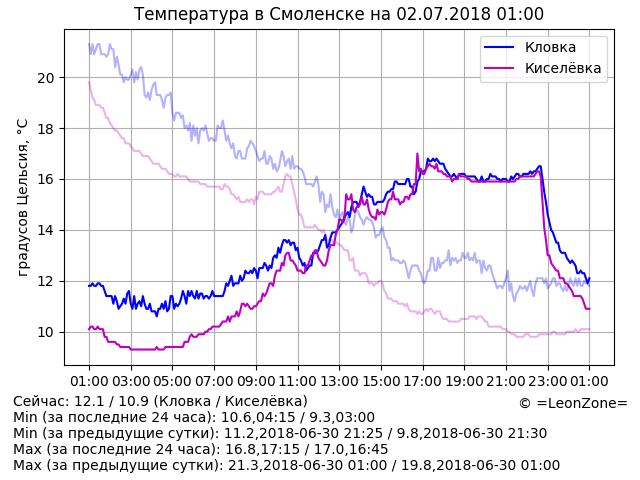 Температура в Смоленске на 02.07.2018 01:00
Кловка
Киселёвка
градусов Цельсия, °C
20
18
16
14
12
10
01:00 03:00 05:00 07:00 09:00 11:00 13:00 15:00 17:00 19:00 21:00 23:00 01:00
Сейчас: 12.1 / 10.9 (Кловка / Киселёвка)
© =LeonZone=
Min (за последние 24 часа): 10.6,04:15 / 9.3,03:00
Min (за предыдущие сутки): 11.2,2018-06-30 21:25 / 9.8,2018-06-30 21:30
Max (за последние 24 часа): 16.8,17:15 / 17.0,16:45
Max (за предыдущие сутки): 21.3,2018-06-30 01:00 / 19.8,2018-06-30 01:00